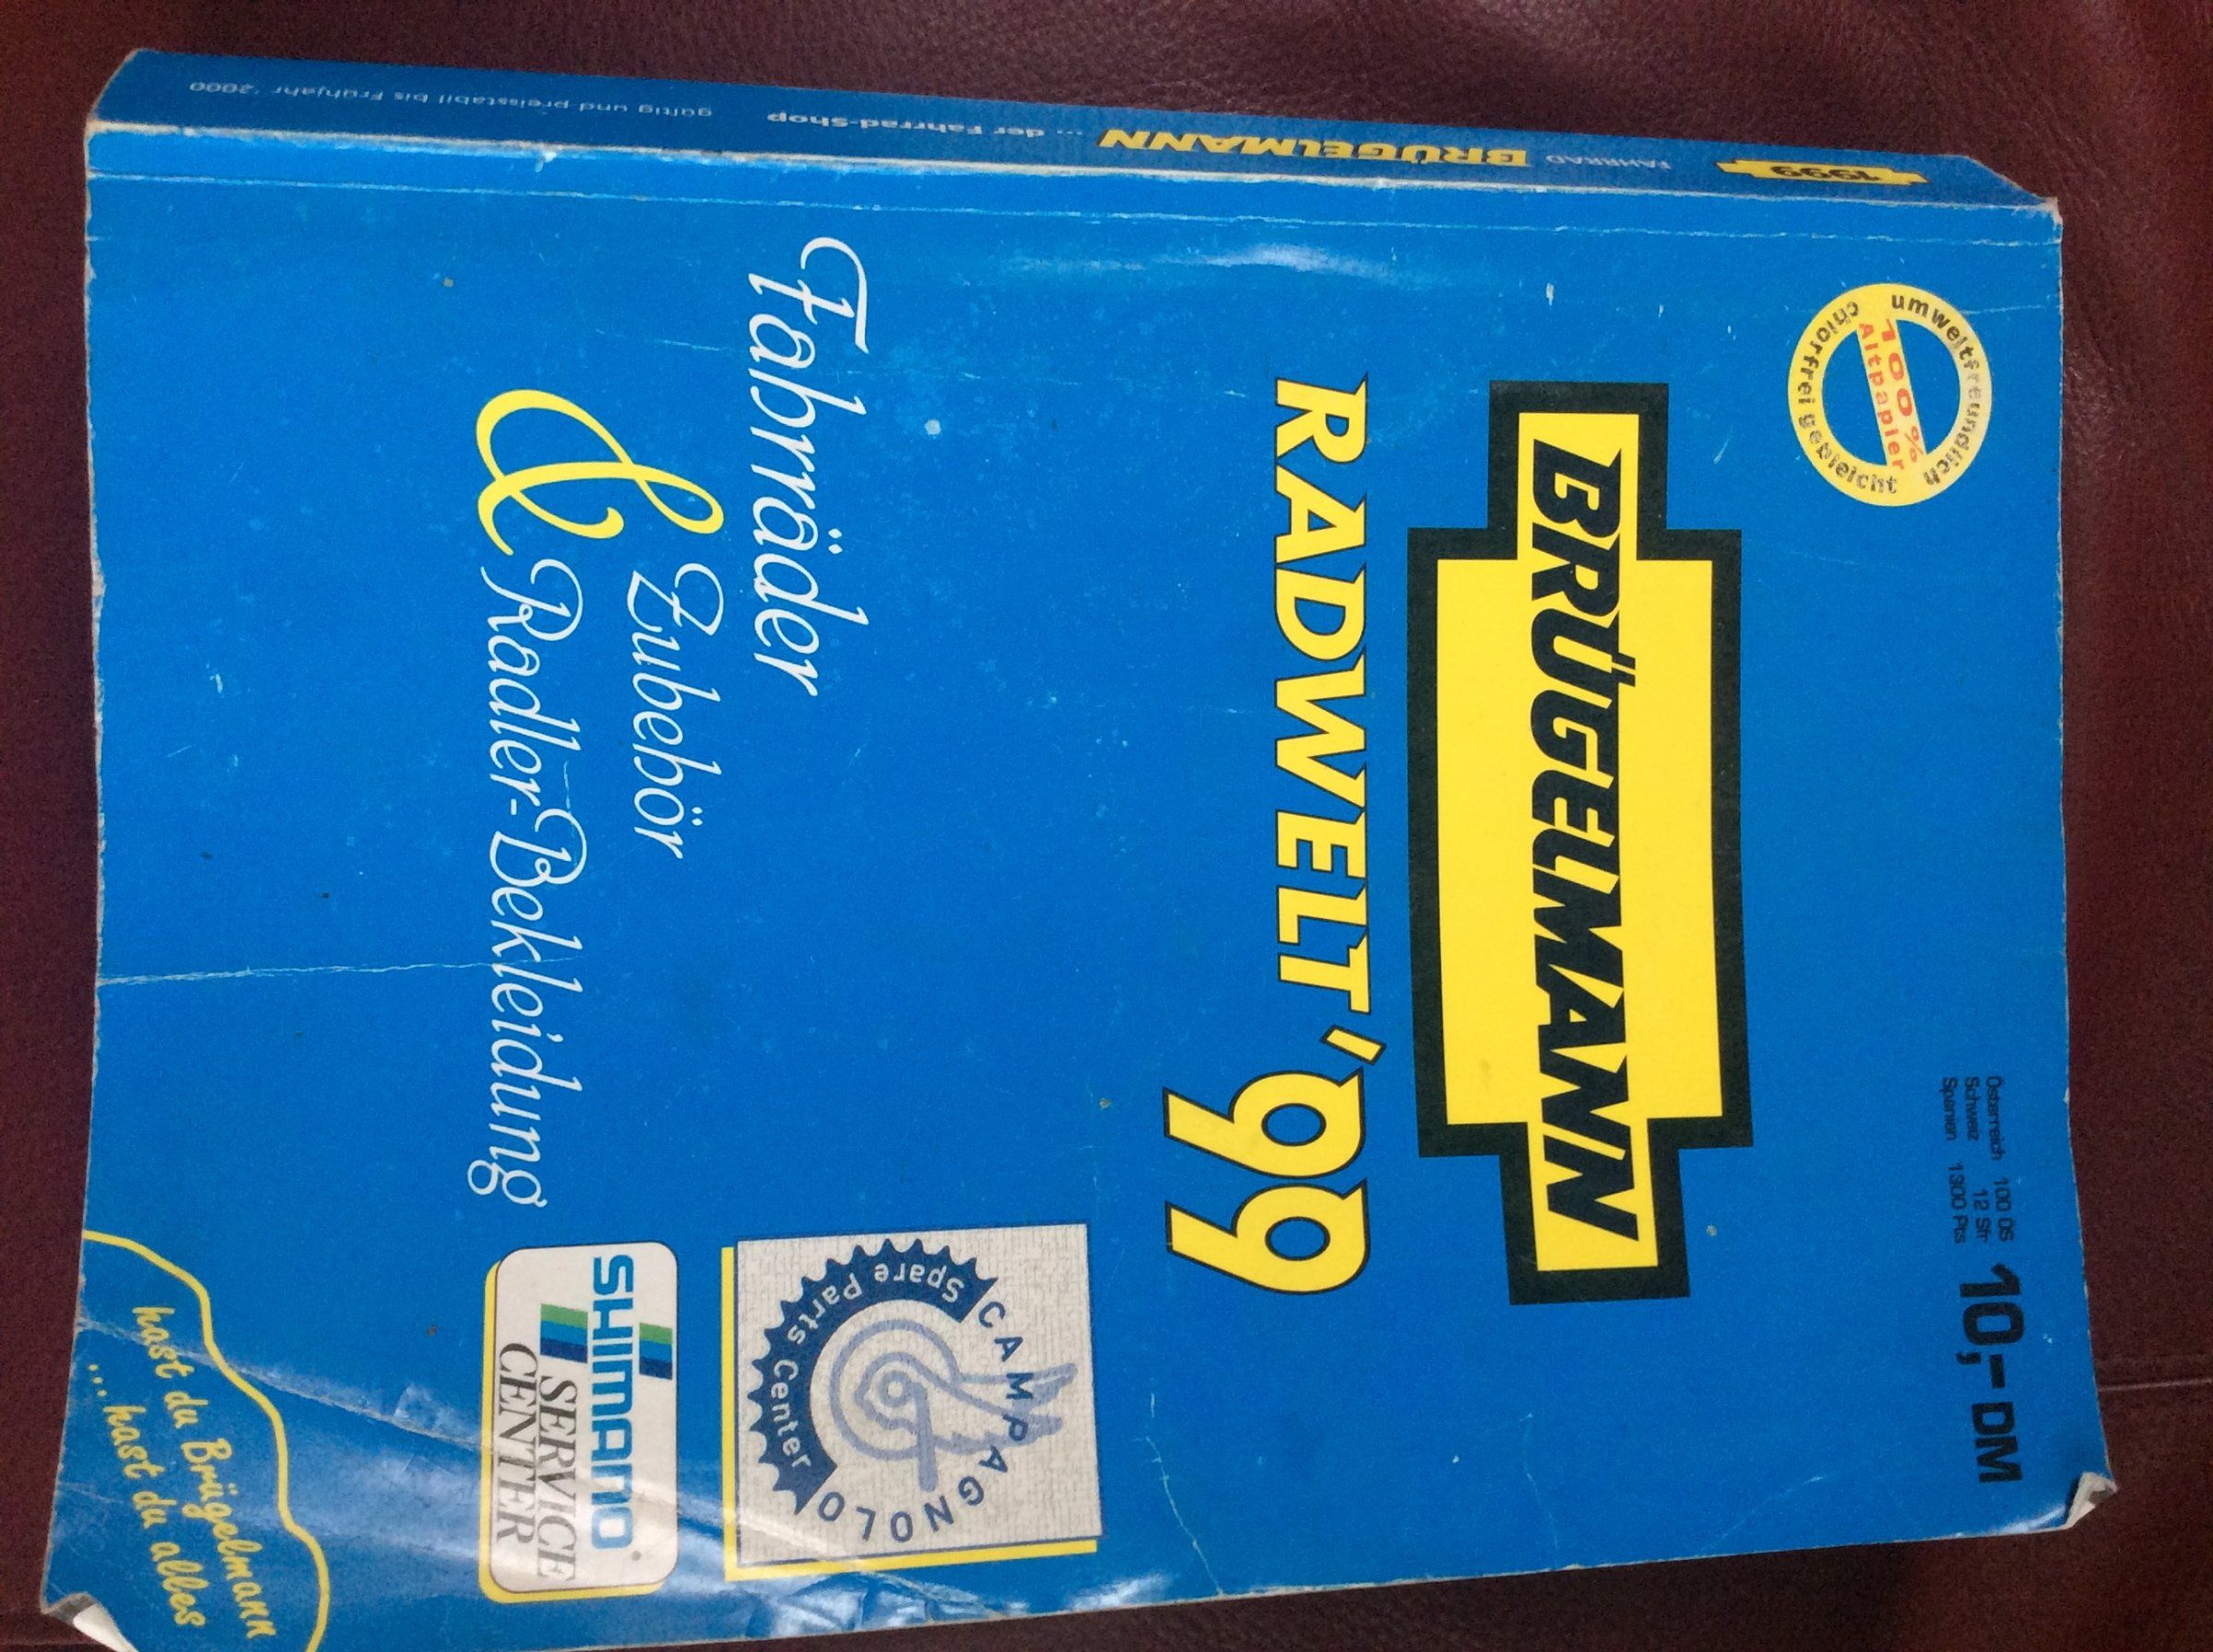 umweltfreundlich
100%
Altpapier
chlorfrei gebleicht
Österreich 100 öS
Schweiz 12 Sfr
Spanien 1300 Pts
10,- DM
BRÜGELMANN
RADWELT '99
Fahrräder
Zubehör
& Radler-Bekleidung
CAMPAGNOLO
Spare Parts Center
SHIMANO
SERVICE
CENTER
hast du Brügelmann
....hast du alles
1999 FAHRRAD BRÜGELMANN ... der Fahrrad-Shop gültig und preisstabil bis Frühjahr '2000